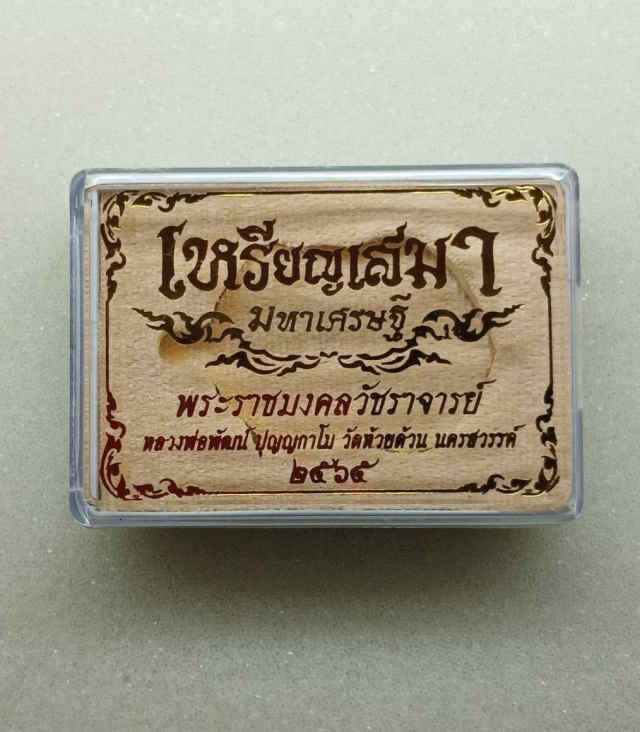 เหรียญเสมา
มหาเศรษฐี
พระราชมงคลวัชราจารย์
หลวงพ่อพัฒน์ ปุญญกาโม วัดห้วยด้วน นครสวรรค์
๒๕๖๕